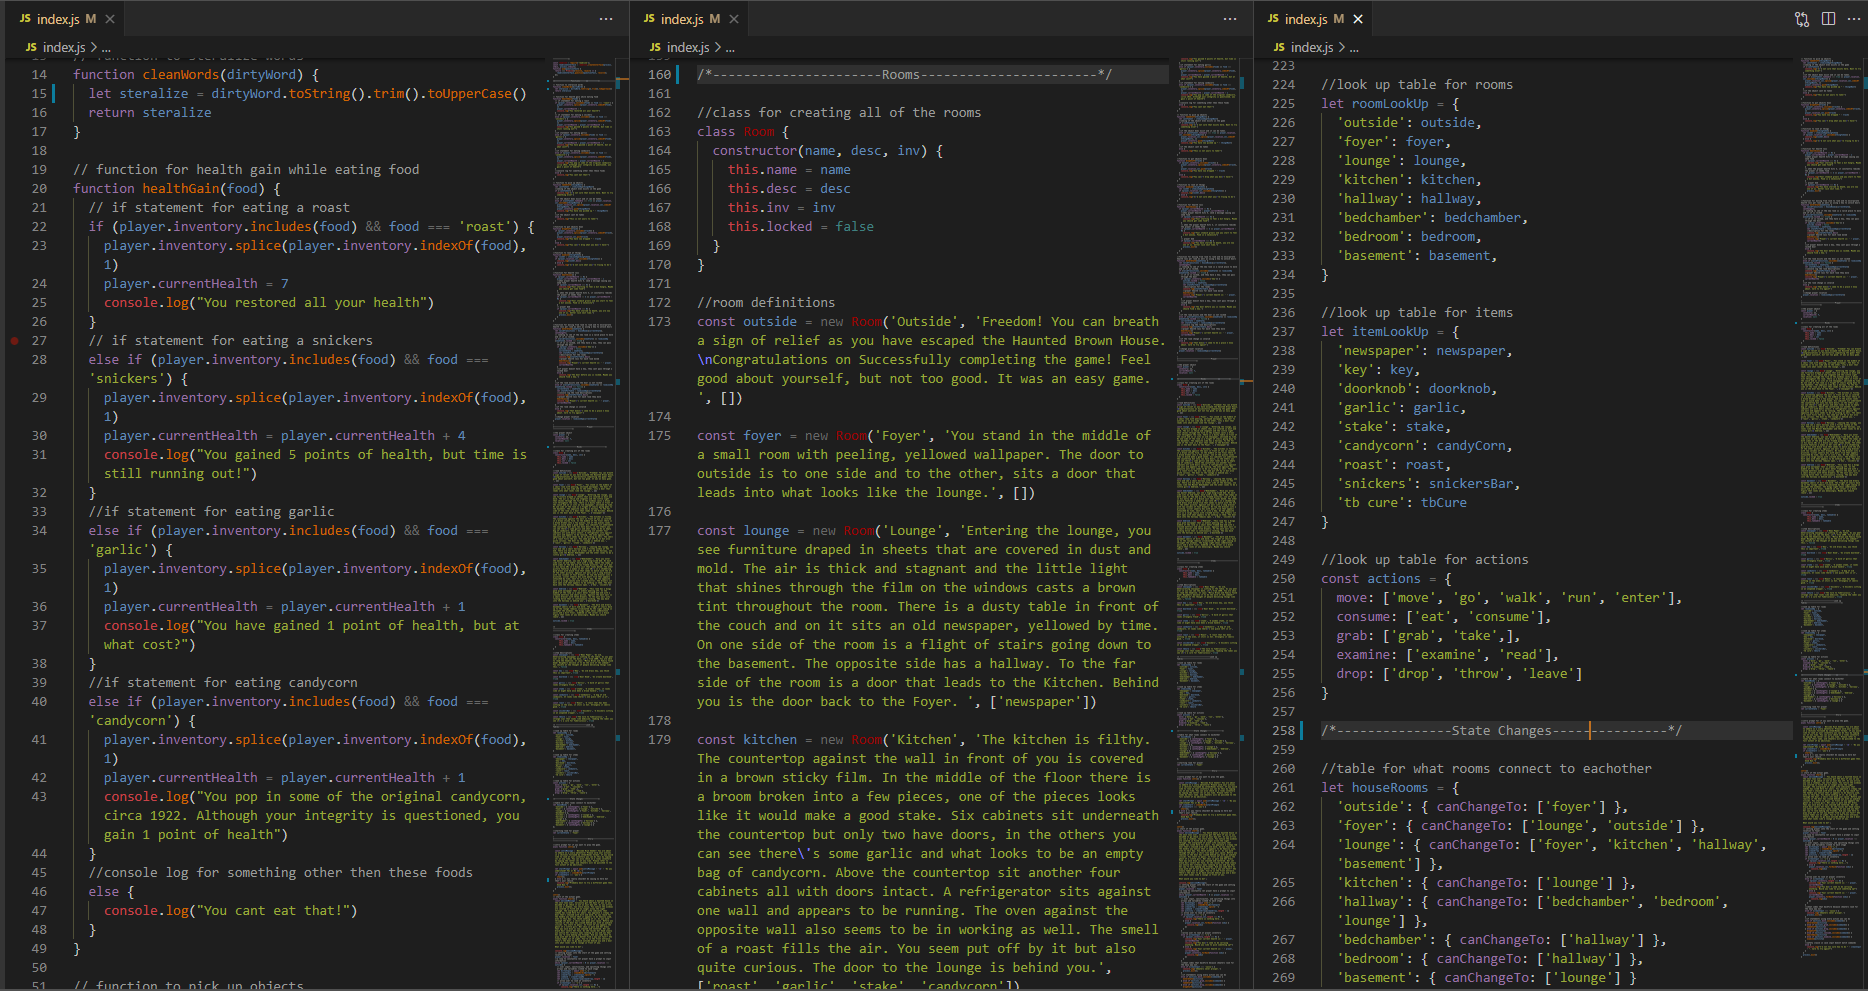 JS index.js M ×
JS index.js > ...
14 function cleanWords(dirtyWord) {
15 let steralize = dirtyWord.toString().trim().toUpperCase()
16 return steralize
17 }
18
19 // function for health gain while eating food
20 function healthGain(food) {
21 // if statement for eating a roast
22 if (player.inventory.includes(food) && food === 'roast') {
23 player.inventory.splice(player.inventory.indexOf(food),
1)
24 player.currentHealth = 7
25 console.log("You restored all your health")
26 }
27 // if statement for eating a snickers
28 else if (player.inventory.includes(food) && food ===
'snickers') {
29 player.inventory.splice(player.inventory.indexOf(food),
1)
30 player.currentHealth = player.currentHealth + 4
31 console.log("You gained 5 points of health, but time is
still running out!")
32 }
33 //if statement for eating garlic
34 else if (player.inventory.includes(food) && food ===
'garlic') {
35 player.inventory.splice(player.inventory.indexOf(food),
1)
36 player.currentHealth = player.currentHealth + 1
37 console.log("You have gained 1 point of health, but at
what cost?")
38 }
39 //if statement for eating candycorn
40 else if (player.inventory.includes(food) && food ===
'candycorn') {
41 player.inventory.splice(player.inventory.indexOf(food),
1)
42 player.currentHealth = player.currentHealth + 1
43 console.log("You pop in some of the original candycorn,
circa 1922. Although your integrity is questioned, you
gain 1 point of health")
44 }
45 //console log for something other then these foods
46 else {
47 console.log("You cant eat that!")
48 }
49 }
50
51 // function to pick up objects
JS index.js M ×
JS index.js > ...
160 /*----------------------Rooms-----------------------*/
161
162 //class for creating all of the rooms
163 class Room {
164 constructor(name, desc, inv) {
165 this.name = name
166 this.desc = desc
167 this.inv = inv
168 this.locked = false
169 }
170 }
171
172 //room definitions
173 const outside = new Room('Outside', 'Freedom! You can breath
a sign of relief as you have escaped the Haunted Brown House.
\nCongratulations on Successfully completing the game! Feel
good about yourself, but not too good. It was an easy game.
', [])
174
175 const foyer = new Room('Foyer', 'You stand in the middle of
a small room with peeling, yellowed wallpaper. The door to
outside is to one side and to the other, sits a door that
leads into what looks like the lounge.', [])
176
177 const lounge = new Room('Lounge', 'Entering the lounge, you
see furniture draped in sheets that are covered in dust and
mold. The air is thick and stagnant and the little light
that shines through the film on the windows casts a brown
tint throughout the room. There is a dusty table in front of
the couch and on it sits an old newspaper, yellowed by time.
On one side of the room is a flight of stairs going down to
the basement. The opposite side has a hallway. To the far
side of the room is a door that leads to the Kitchen. Behind
you is the door back to the Foyer. ', ['newspaper'])
178
179 const kitchen = new Room('Kitchen', 'The kitchen is filthy.
The countertop against the wall in front of you is covered
in a brown sticky film. In the middle of the floor there is
a broom broken into a few pieces, one of the pieces looks
like it would make a good stake. Six cabinets sit underneath
the countertop but only two have doors, in the others you
can see there\'s some garlic and what looks to be an empty
bag of candycorn. Above the countertop sit another four
cabinets all with doors intact. A refrigerator sits against
one wall and appears to be running. The oven against the
opposite wall also seems to be in working as well. The smell
of a roast fills the air. You seem put off by it but also
quite curious. The door to the lounge is behind you.',
['roast', 'garlic', 'stake', 'candycorn'])
JS index.js M ×
JS index.js > ...
223
224 //look up table for rooms
225 let roomLookUp = {
226 'outside': outside,
227 'foyer': foyer,
228 'lounge': lounge,
229 'kitchen': kitchen,
230 'hallway': hallway,
231 'bedchamber': bedchamber,
232 'bedroom': bedroom,
233 'basement': basement,
234 }
235
236 //look up table for items
237 let itemLookUp = {
238 'newspaper': newspaper,
239 'key': key,
240 'doorknob': doorknob,
241 'garlic': garlic,
242 'stake': stake,
243 'candycorn': candyCorn,
244 'roast': roast,
245 'snickers': snickersBar,
246 'tb cure': tbCure
247 }
248
249 //look up table for actions
250 const actions = {
251 move: ['move', 'go', 'walk', 'run', 'enter'],
252 consume: ['eat', 'consume'],
253 grab: ['grab', 'take',],
254 examine: ['examine', 'read'],
255 drop: ['drop', 'throw', 'leave']
256 }
257
258 /*---------------State Changes---------------*/
259
260 //table for what rooms connect to eachother
261 let houseRooms = {
262 'outside': { canChangeTo: ['foyer'] },
263 'foyer': { canChangeTo: ['lounge', 'outside'] },
264 'lounge': { canChangeTo: ['foyer', 'kitchen', 'hallway',
'basement'] },
265 'kitchen': { canChangeTo: ['lounge'] },
266 'hallway': { canChangeTo: ['bedchamber', 'bedroom',
'lounge'] },
267 'bedchamber': { canChangeTo: ['hallway'] },
268 'bedroom': { canChangeTo: ['hallway'] },
269 'basement': { canChangeTo: ['lounge'] }